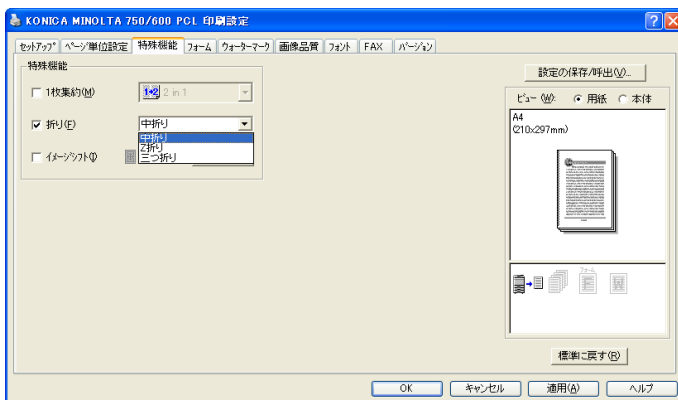 KONICA MINOLTA 750/600 PCL 印刷設定
セットアップ ページ単位設定 特殊機能 フォーム ウォーターマーク 画像品質 フォント FAX バージョン
特殊機能
設定の保存/呼出(V)...
1枚集約(M) 2 in 1
ビュー(W): 用紙 本体
折り(F) 中折り
A4
(210x297mm)
中折り
Z折り
三つ折り
イメージシフト(I)
フォーム
標準に戻す(R)
OK キャンセル 適用(A) ヘルプ